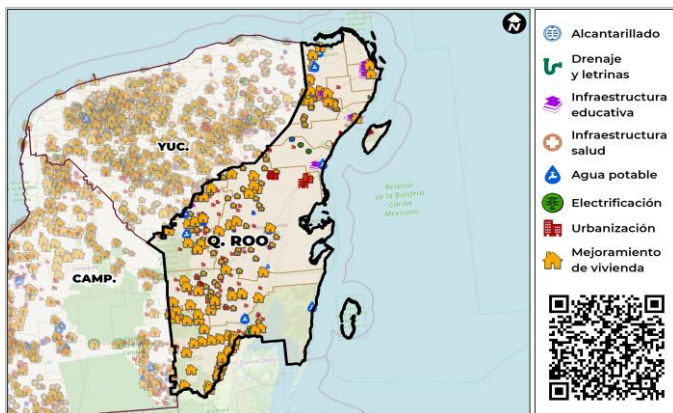 YUC.
Q. ROO
CAMP.
Reserva
de la Biosfera
Caribe
Mexicano
Alcantarillado
Drenaje
y letrinas
Infraestructura
educativa
Infraestructura
salud
Agua potable
Electrificación
Urbanización
Mejoramiento
de vivienda